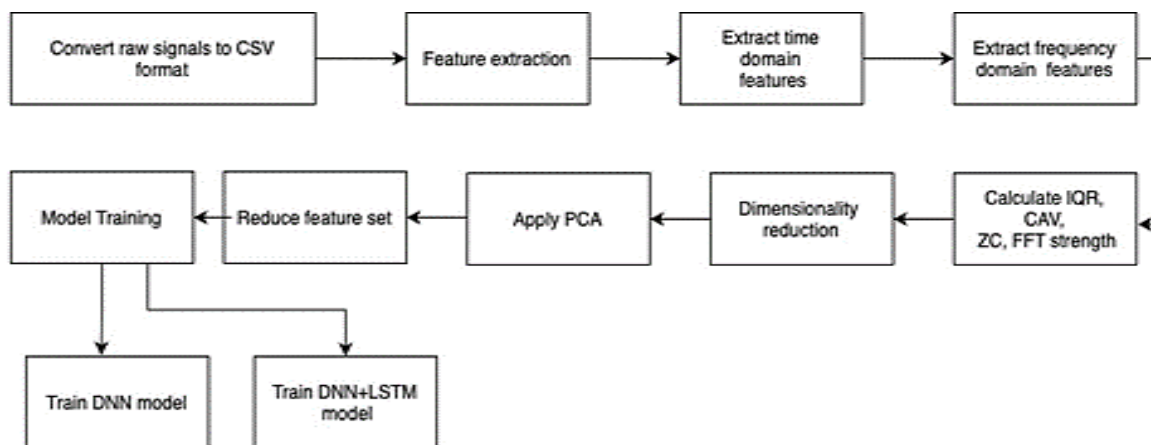 Convert raw signals to CSV
format
Feature extraction
Extract time
domain
features
Extract frequency
domain features
Calculate IQR,
CAV,
ZC, FFT strength
Dimensionality
reduction
Apply PCA
Reduce feature set
Model Training
Train DNN model
Train DNN+LSTM
model